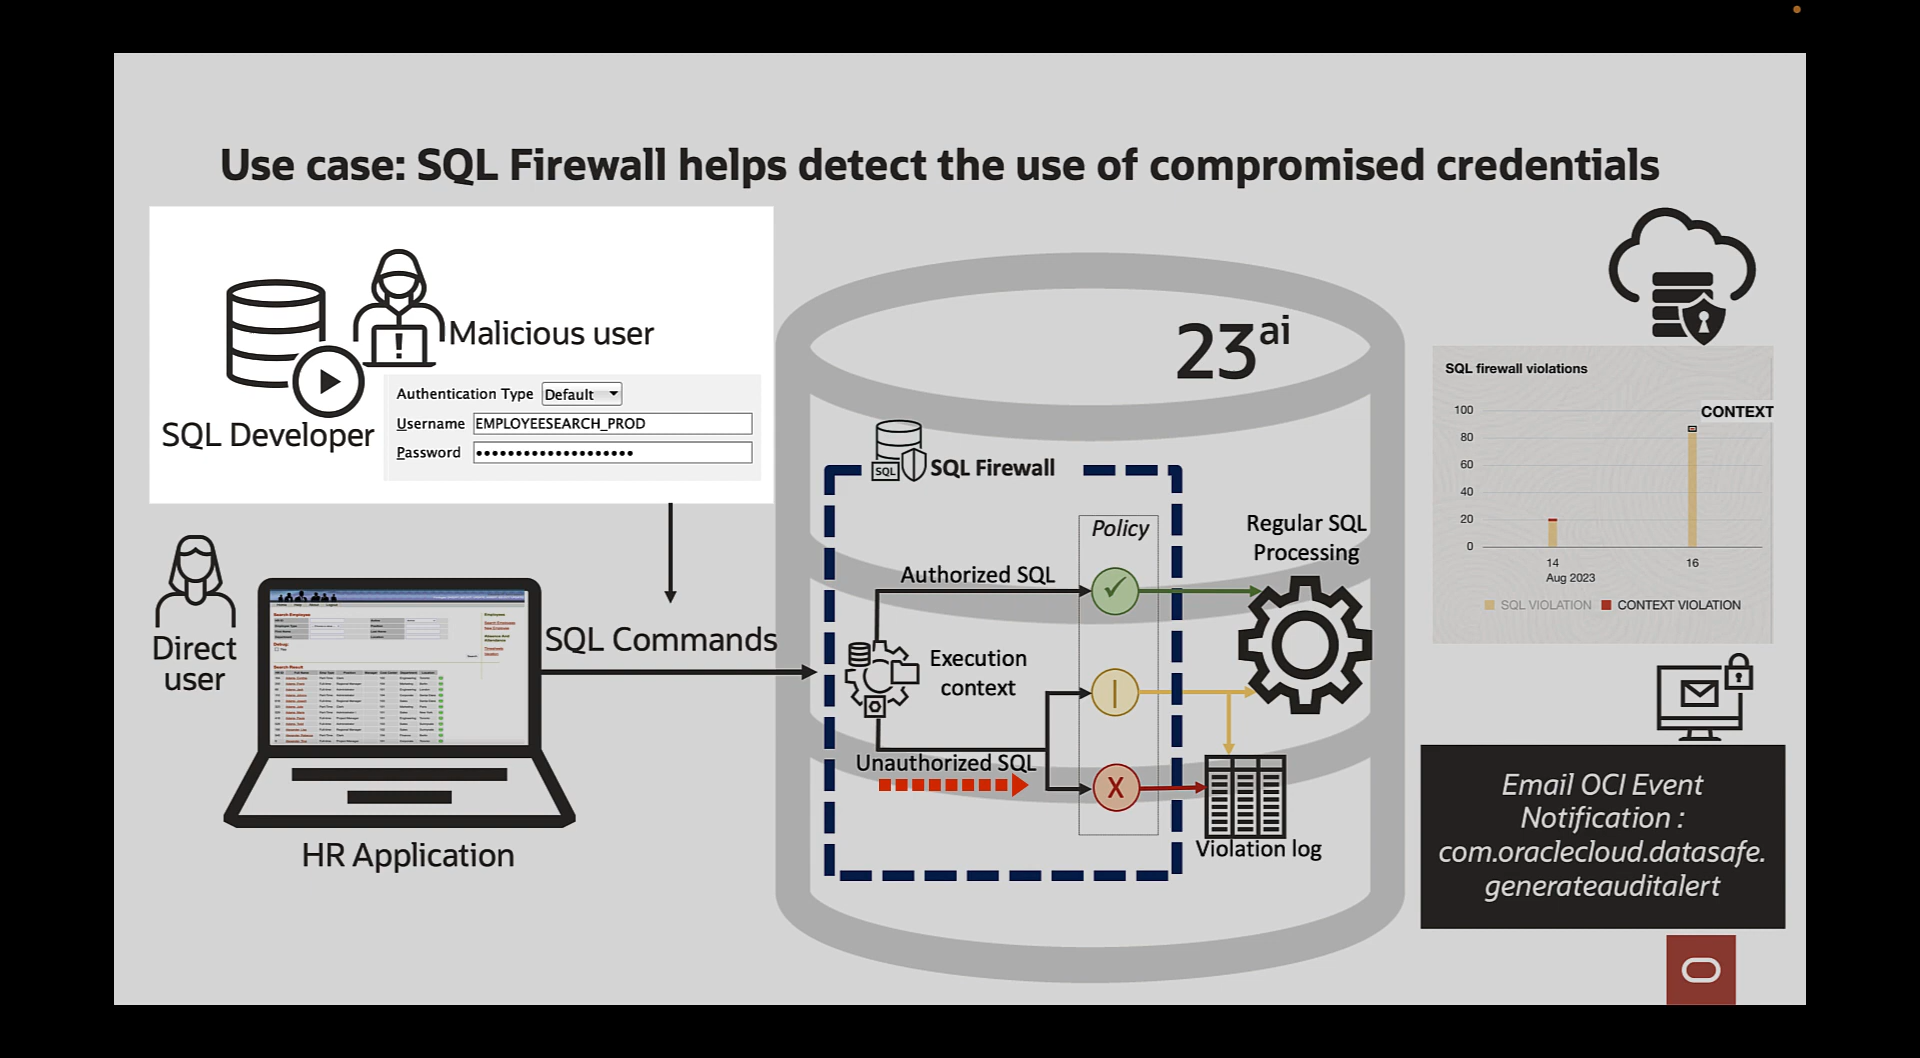 Use case: SQL Firewall helps detect the use of compromised credentials
Malicious user
SQL Developer
Authentication Type Default
Username EMPLOYEESEARCH_PROD
Password ••••••••••••••••••••
Direct
user
HR Application
SQL Commands
23ai
SQL
SQL Firewall
Policy
Authorized SQL
Execution
context
Unauthorized SQL
X
Regular SQL
Processing
Violation log
SQL firewall violations
CONTEXT
100
80
60
40
20
0
14
16
Aug 2023
SQL VIOLATION
CONTEXT VIOLATION
Email OCI Event
Notification :
com.oraclecloud.datasafe.
generateauditalert